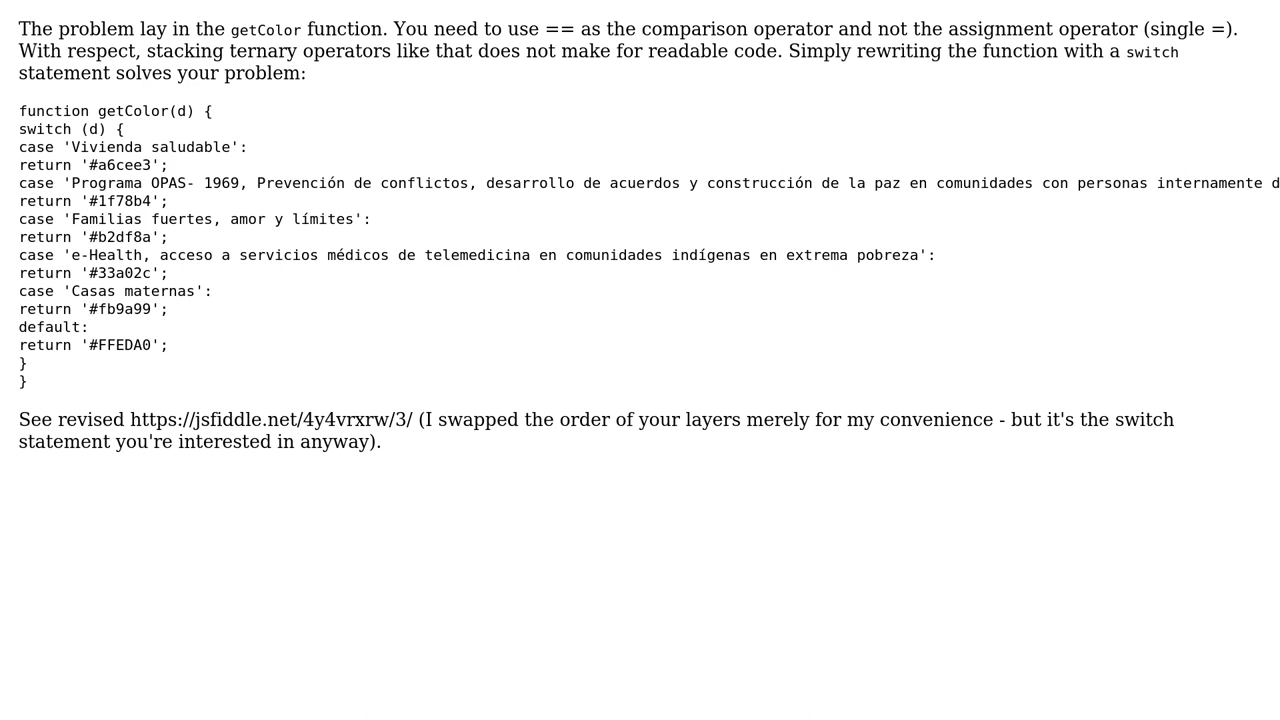 The problem lay in the getColor function. You need to use == as the comparison operator and not the assignment operator (single =).
With respect, stacking ternary operators like that does not make for readable code. Simply rewriting the function with a switch
statement solves your problem:
function getColor(d) {
switch (d) {
case 'Vivienda saludable':
return '#a6cee3';
case 'Programa OPAS- 1969, Prevención de conflictos, desarrollo de acuerdos y construcción de la paz en comunidades con personas internamente
return '#1f78b4';
case 'Familias fuertes, amor y límites':
return '#b2df8a';
case 'e-Health, acceso a servicios médicos de telemedicina en comunidades indígenas en extrema pobreza':
return '#33a02c';
case 'Casas maternas':
return '#fb9a99';
default:
return '#FFEDA0';
}
}
See revised https://jsfiddle.net/4y4vrxrw/3/ (I swapped the order of your layers merely for my convenience - but it's the switch
statement you're interested in anyway).